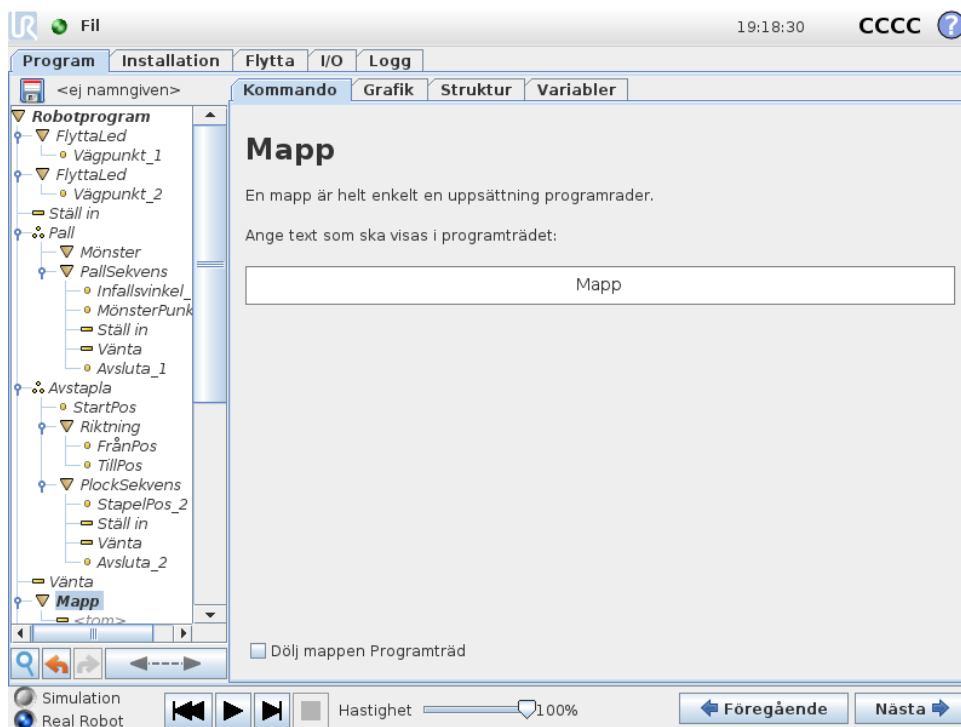 UR Fil 19:18:30 CCCC ?
Program Installation Flytta I/O Logg
<ej namngiven>
Kommando Grafik Struktur Variabler
Robotprogram
FlyttaLed
Vägpunkt_1
FlyttaLed
Vägpunkt_2
Ställ in
Pall
Mönster
PallSekvens
Infallsvinkel_
MönsterPunk
Ställ in
Vänta
Avsluta_1
Avstapla
StartPos
Riktning
FrånPos
TillPos
PlockSekvens
StapelPos_2
Ställ in
Vänta
Avsluta_2
Vänta
Mapp
<tom>
Mapp
En mapp är helt enkelt en uppsättning programrader.
Ange text som ska visas i programträdet:
Mapp
Dölj mappen Programträd
Simulation
Real Robot
Hastighet 100%
Föregående Nästa